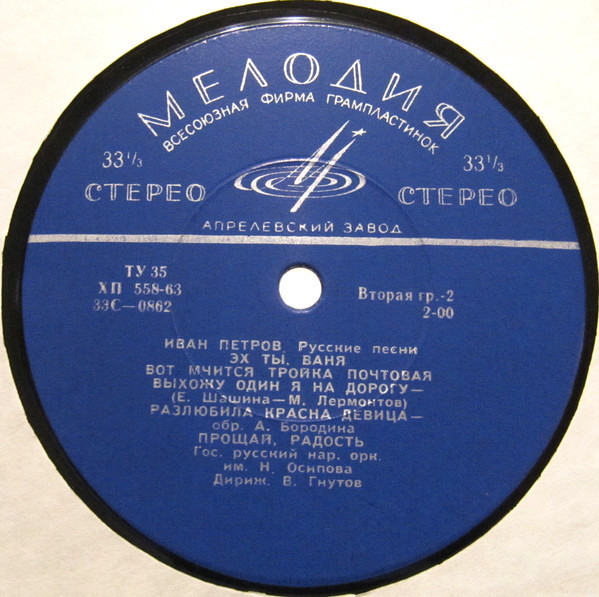 МЕЛОДИЯ
ВСЕСОЮЗНАЯ ФИРМА ГРАМПЛАСТИНОК
33 1/3
33 1/3
СТЕРЕО
СТЕРЕО
АПРЕЛЕВСКИЙ ЗАВОД
ТУ 35
ХП 558-63
33С—0862
Вторая гр.-2
2-00
ИВАН ПЕТРОВ. Русские песни
ЭХ ТЫ, ВАНЯ
ВОТ МЧИТСЯ ТРОЙКА ПОЧТОВАЯ
ВЫХОЖУ ОДИН Я НА ДОРОГУ—
(Е. Шашина—М. Лермонтов)
РАЗЛЮБИЛА КРАСНА ДЕВИЦА—
обр. А. Бородина
ПРОЩАЙ, РАДОСТЬ
Гос. русский нар. орк.
им. Н. Осипова
Дириж. В. Гнутов